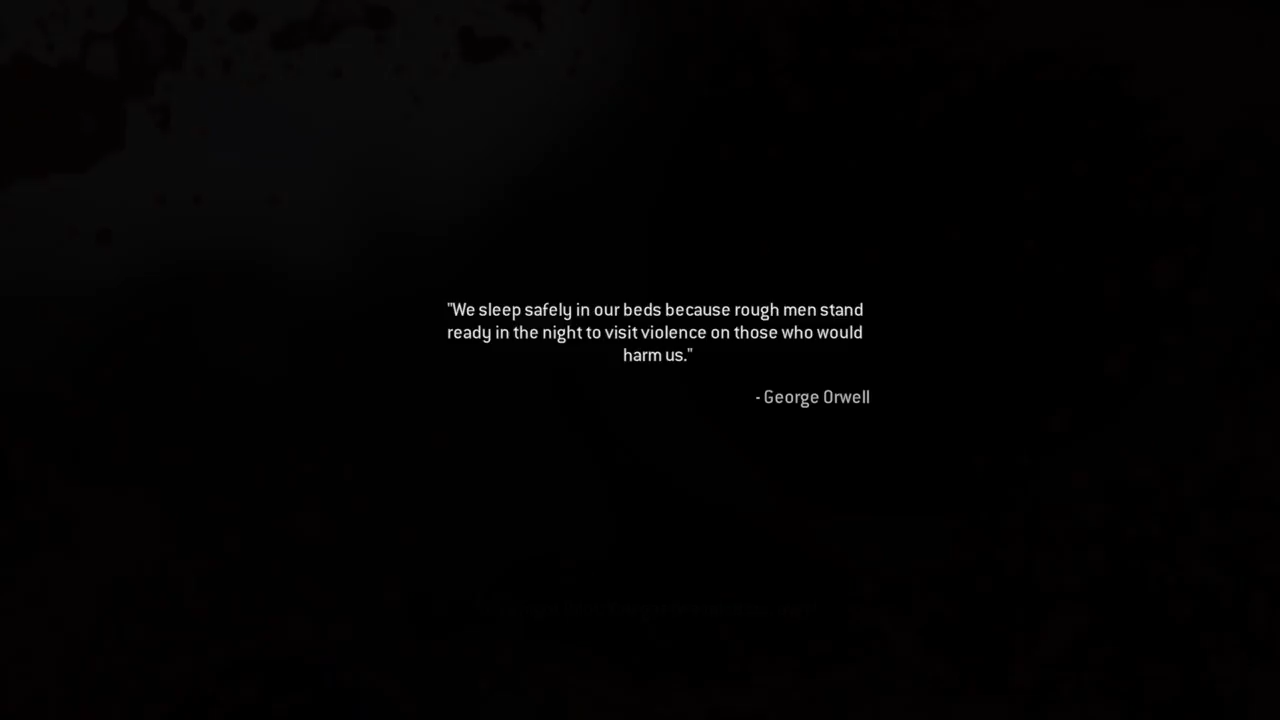 "We sleep safely in our beds because rough men stand
ready in the night to visit violence on those who would
harm us."
- George Orwell